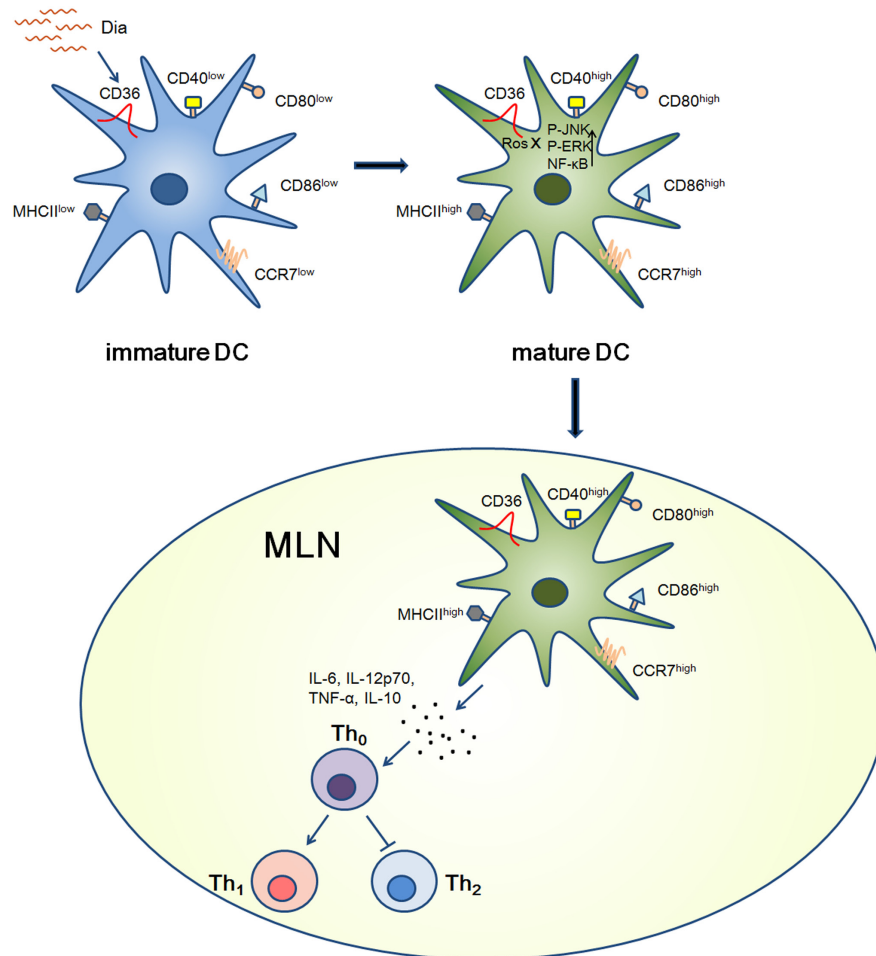 Dia
CD36
CD40low
CD80low
CD86low
MHCIIlow
CCR7low
immature DC
CD36
CD40high
CD80high
Ros X
P-JNK
P-ERK
NF-κB
CD86high
MHCIIhigh
CCR7high
mature DC
MLN
CD36
CD40high
CD80high
CD86high
MHCIIhigh
CCR7high
IL-6, IL-12p70,
TNF-α, IL-10
Th0
Th1
Th2